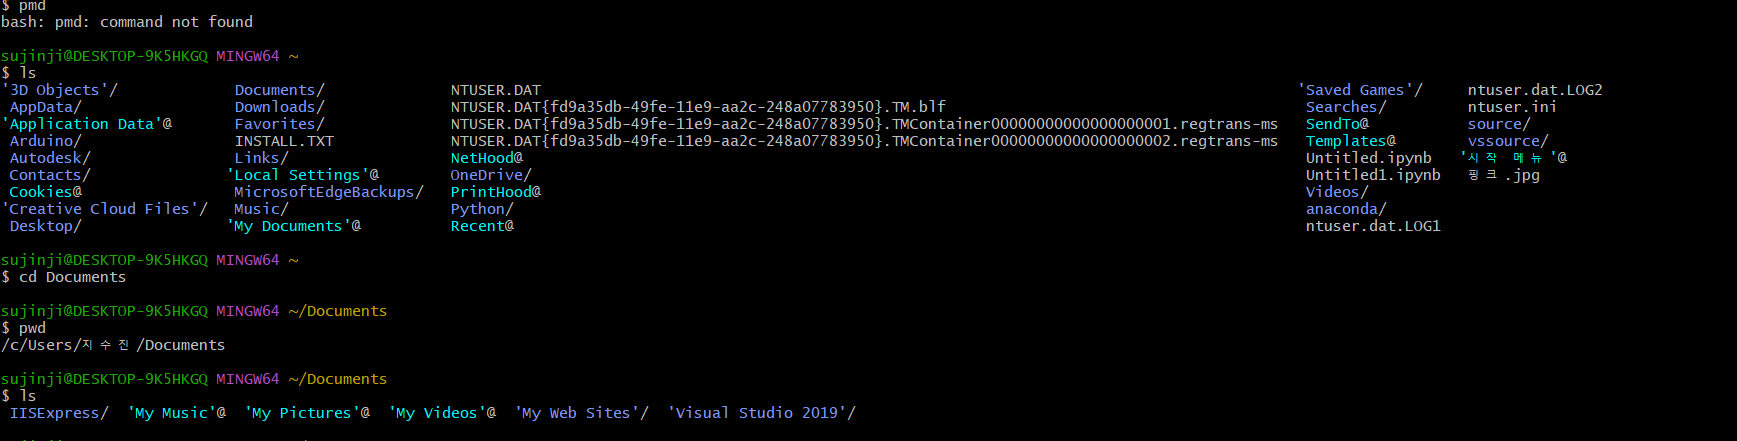 $ pmd
bash: pmd: command not found
sujinji@DESKTOP-9K5HKGQ MINGW64 ~
$ ls
'3D Objects'/ Documents/ NTUSER.DAT 'Saved Games'/ ntuser.dat.LOG2
AppData/ Downloads/ NTUSER.DAT{fd9a35db-49fe-11e9-aa2c-248a07783950}.TM.blf Searches/ ntuser.ini
'Application Data'@ Favorites/ NTUSER.DAT{fd9a35db-49fe-11e9-aa2c-248a07783950}.TMContainer00000000000000000001.regtrans-ms SendTo@ source/
Arduino/ INSTALL.TXT NTUSER.DAT{fd9a35db-49fe-11e9-aa2c-248a07783950}.TMContainer00000000000000000002.regtrans-ms Templates@ vssource/
Autodesk/ Links/ NetHood@ Untitled.ipynb '시작 메뉴'@
Contacts/ 'Local Settings'@ OneDrive/ Untitled1.ipynb 핑크.jpg
Cookies@ MicrosoftEdgeBackups/ PrintHood@ Videos/
'Creative Cloud Files'/ Music/ Python/ anaconda/
Desktop/ 'My Documents'@ Recent@ ntuser.dat.LOG1
sujinji@DESKTOP-9K5HKGQ MINGW64 ~
$ cd Documents
sujinji@DESKTOP-9K5HKGQ MINGW64 ~/Documents
$ pwd
/c/Users/지수진/Documents
sujinji@DESKTOP-9K5HKGQ MINGW64 ~/Documents
$ ls
IISExpress/ 'My Music'@ 'My Pictures'@ 'My Videos'@ 'My Web Sites'/ 'Visual Studio 2019'/